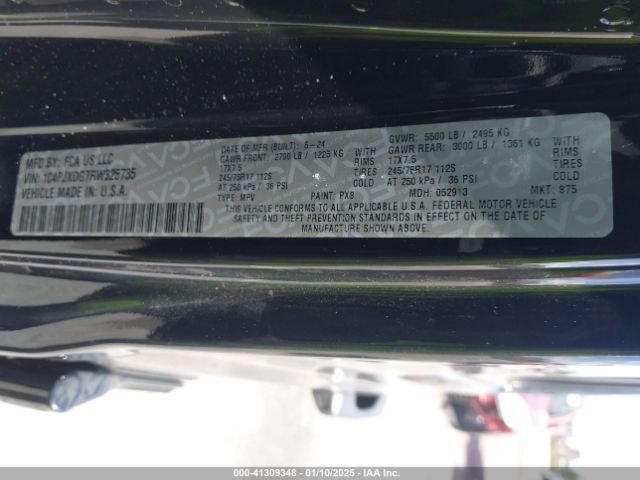 MFD BY: FCA US LLC
DATE OF MFR (BUILT): 5-24
GVWR: 5500 LB / 2495 KG
GAWR FRONT: 2700 LB / 1225 KG WITH
GAWR REAR: 3000 LB / 1361 KG WITH
17X7.5 RIMS
17X7.5 RIMS
VIN: 1C4PJXDG7RW325735
245/75R17 112S TIRES
245/75R17 112S TIRES
VEHICLE MADE IN: U.S.A.
AT 250 kPa / 36 PSI COLD
AT 250 kPa / 36 PSI COLD
TYPE: MPV
PAINT: PX8
MDH: 052913
MKT: 975
THIS VEHICLE CONFORMS TO ALL APPLICABLE U.S.A. FEDERAL MOTOR VEHICLE
SAFETY, BUMPER, AND THEFT PREVENTION STANDARDS IN EFFECT ON THE DATE OF
MANUFACTURE SHOWN ABOVE.
000-41309348 - 01/10/2025 - IAA Inc.